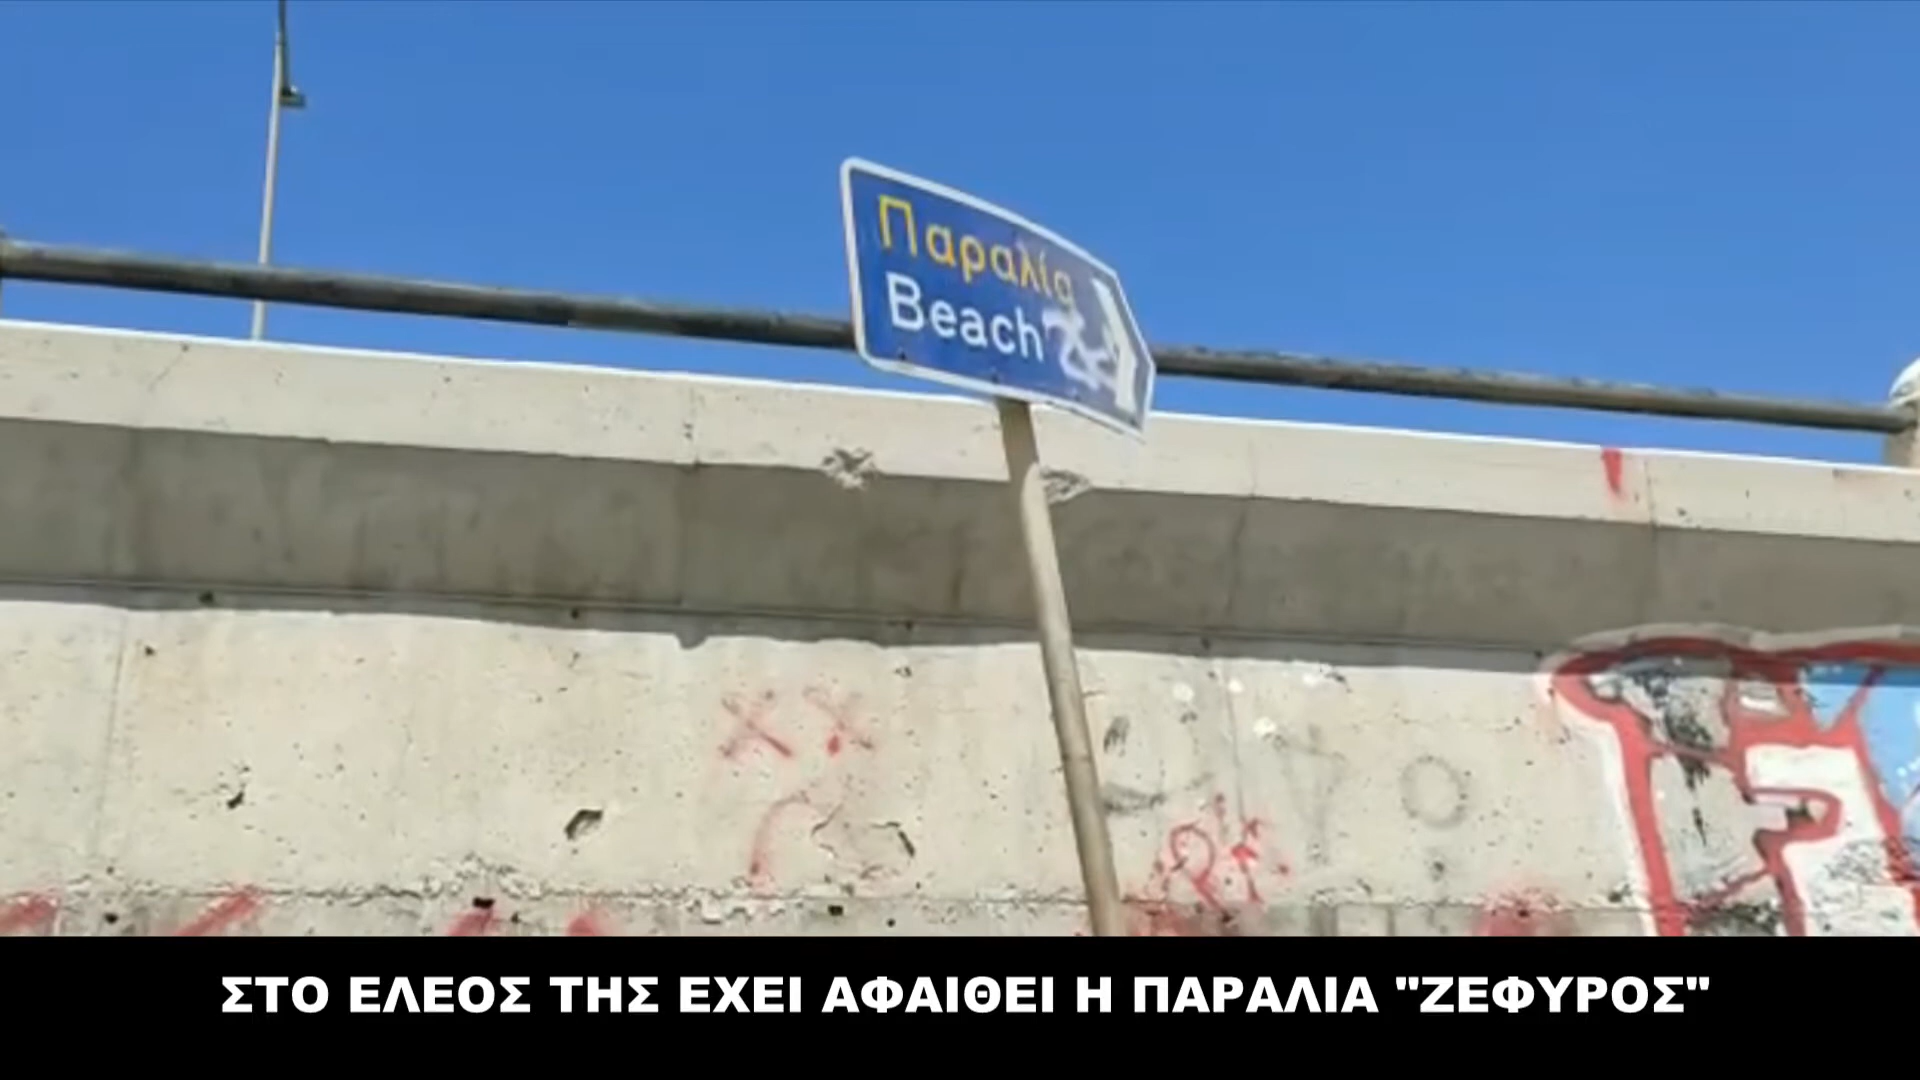 Παραλία
Beach
ΣΤΟ ΕΛΕΟΣ ΤΗΣ ΕΧΕΙ ΑΦΑΙΘΕΙ Η ΠΑΡΑΛΙΑ "ΖΕΦΥΡΟΣ"